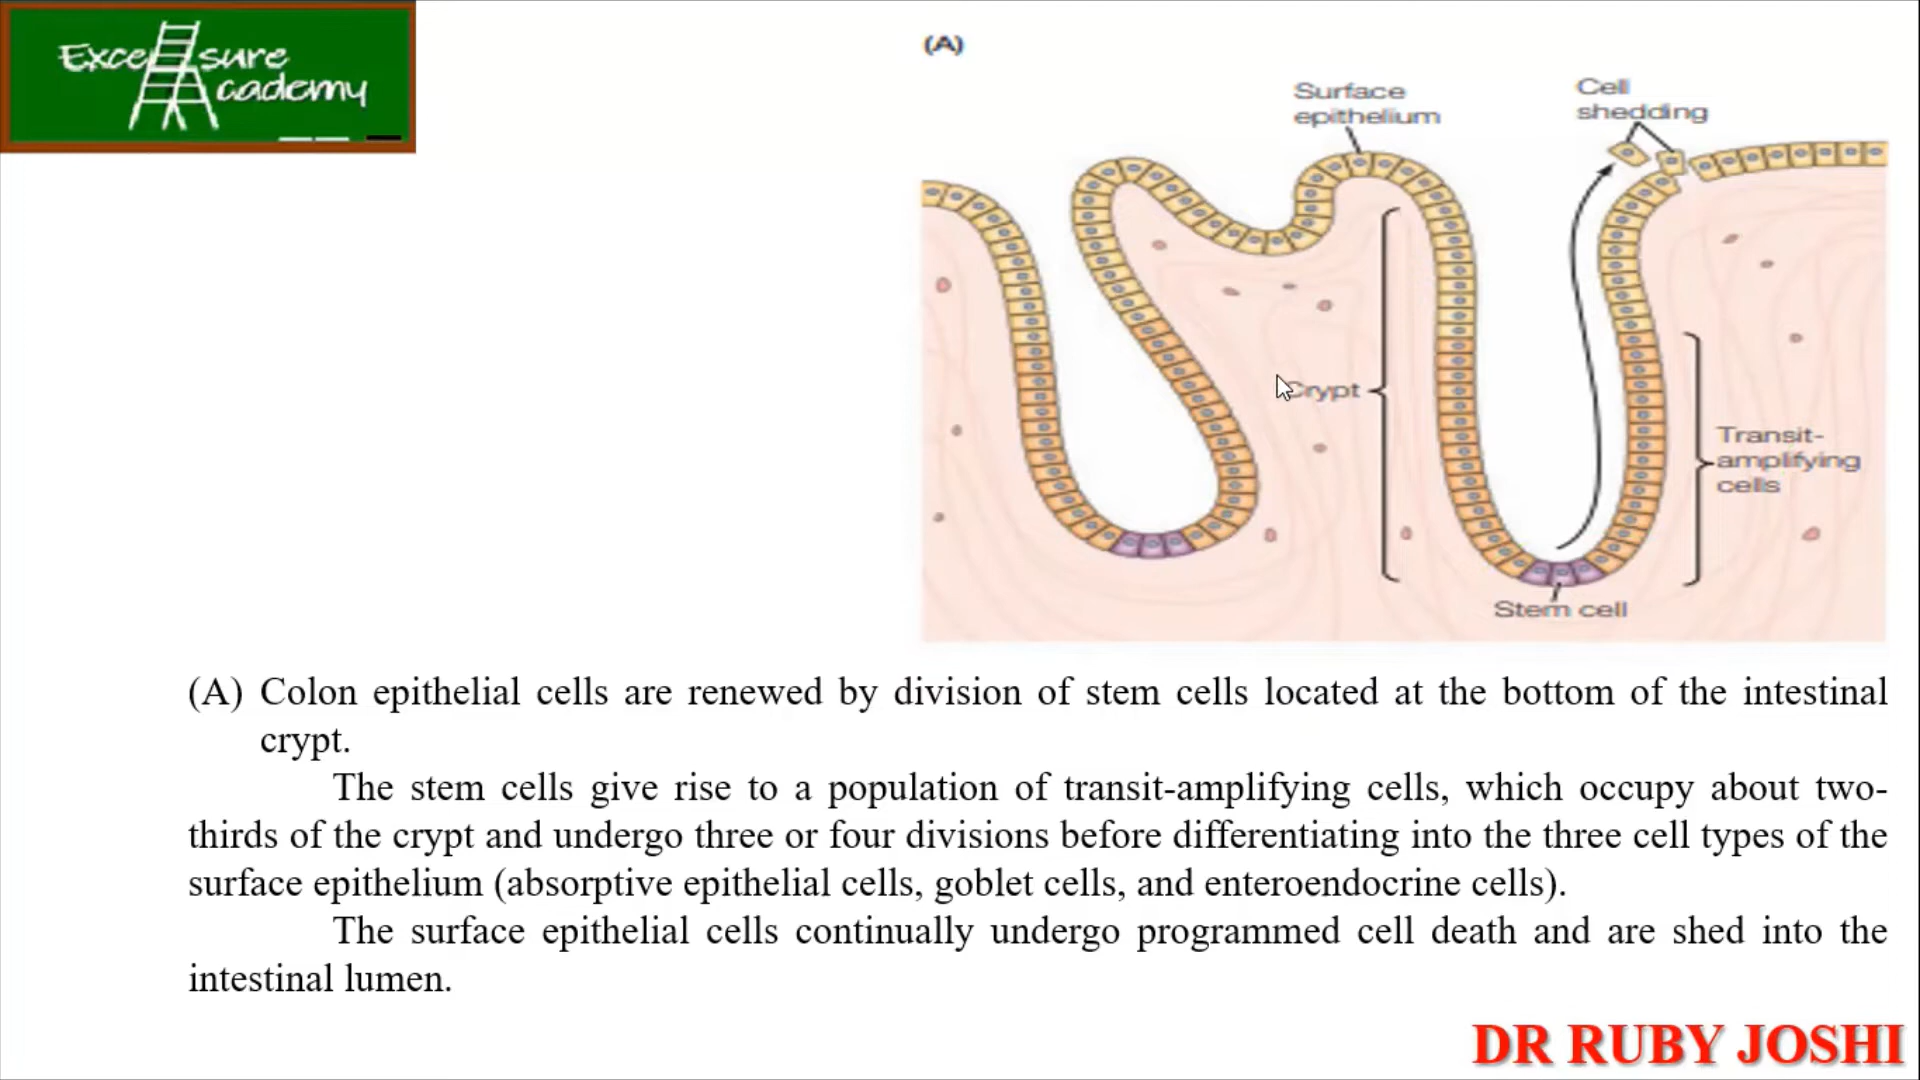 Excel sure
Academy
(A)
Surface
epithelium
Cell
shedding
Crypt
Transit-
amplifying
cells
Stem cell
(A) Colon epithelial cells are renewed by division of stem cells located at the bottom of the intestinal
crypt.
The stem cells give rise to a population of transit-amplifying cells, which occupy about two-
thirds of the crypt and undergo three or four divisions before differentiating into the three cell types of the
surface epithelium (absorptive epithelial cells, goblet cells, and enteroendocrine cells).
The surface epithelial cells continually undergo programmed cell death and are shed into the
intestinal lumen.
DR RUBY JOSHI